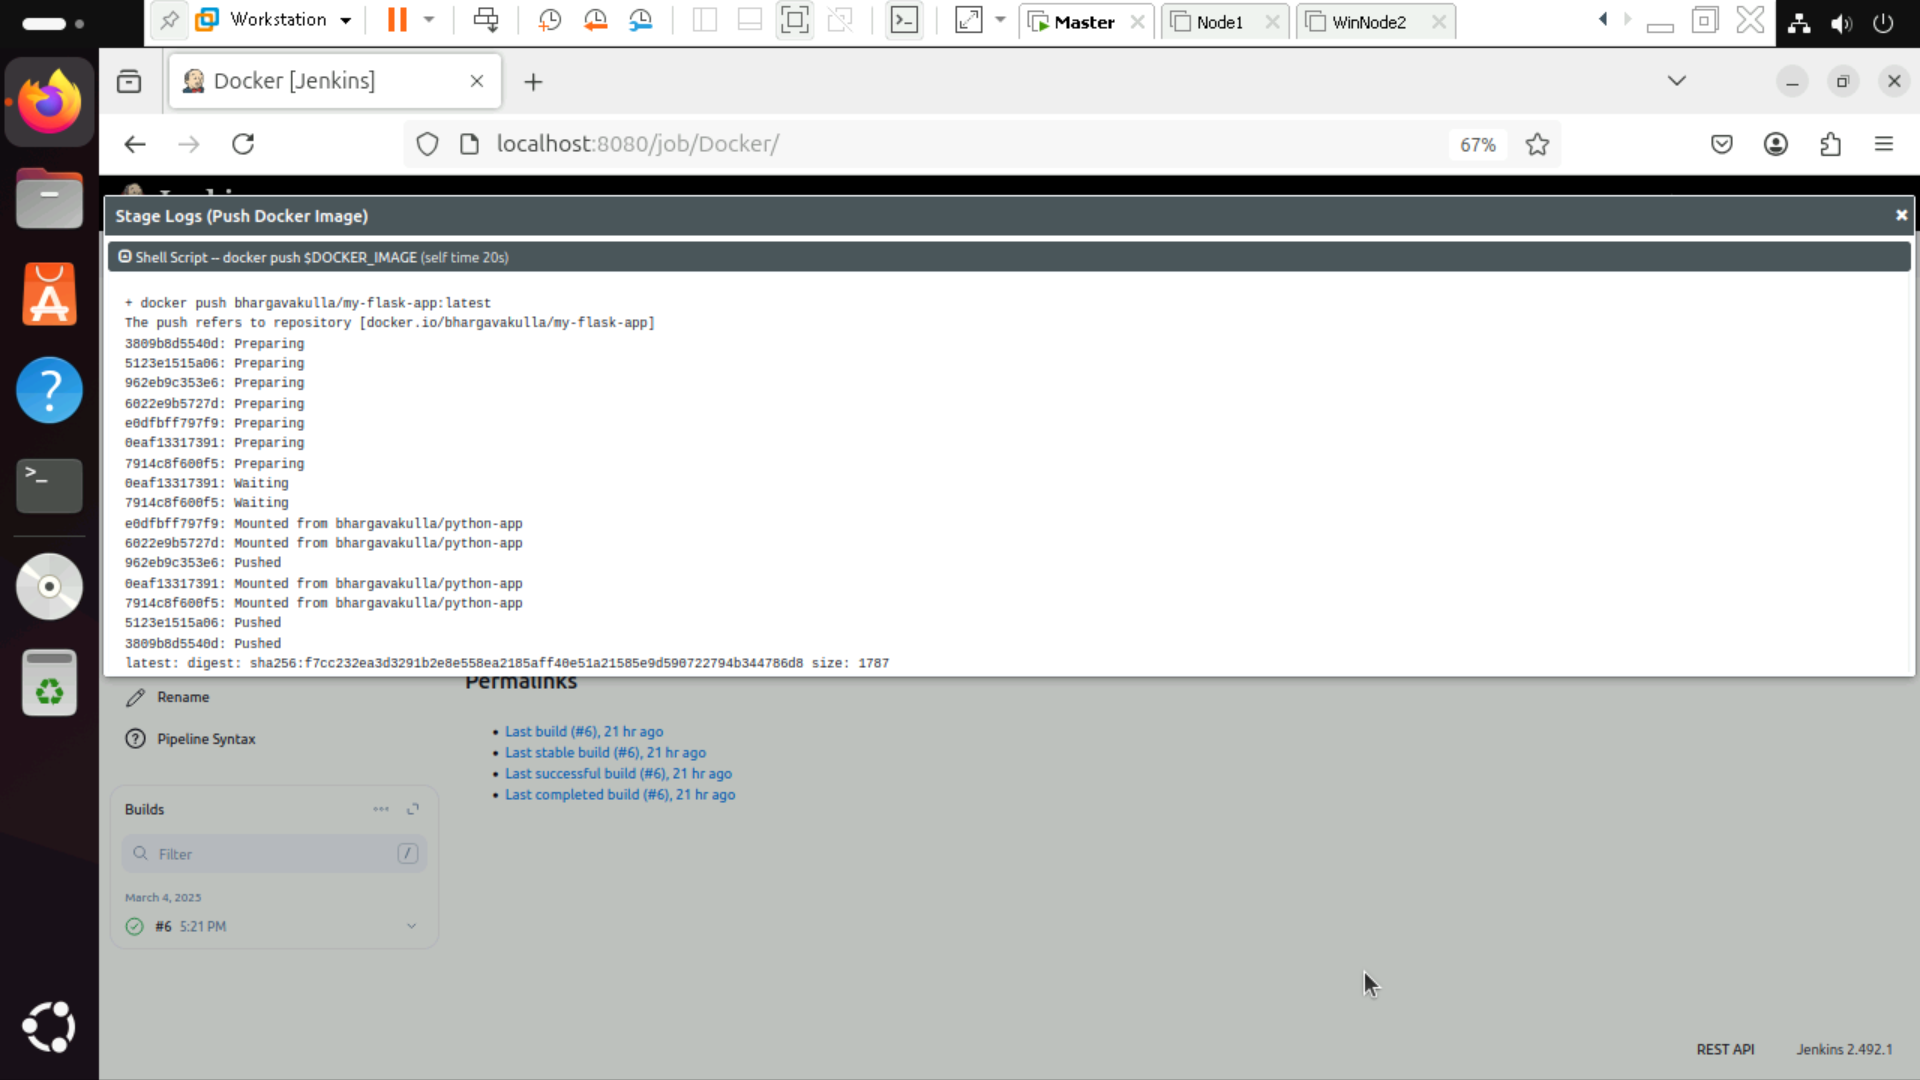 Workstation
Master
Node1
WinNode2
Docker [Jenkins]
localhost:8080/job/Docker/
67%
Stage Logs (Push Docker Image)
Shell Script -- docker push $DOCKER_IMAGE (self time 20s)
+ docker push bhargavakulla/my-flask-app:latest
The push refers to repository [docker.io/bhargavakulla/my-flask-app]
3809b8d5540d: Preparing
5123e1515a06: Preparing
962eb9c353e6: Preparing
6022e9b5727d: Preparing
e0dfbff797f9: Preparing
0eaf13317391: Preparing
7914c8f600f5: Preparing
0eaf13317391: Waiting
7914c8f600f5: Waiting
e0dfbff797f9: Mounted from bhargavakulla/python-app
6022e9b5727d: Mounted from bhargavakulla/python-app
962eb9c353e6: Pushed
0eaf13317391: Mounted from bhargavakulla/python-app
7914c8f600f5: Mounted from bhargavakulla/python-app
5123e1515a06: Pushed
3809b8d5540d: Pushed
latest: digest: sha256:f7cc232ea3d3291b2e8e558ea2185aff40e51a21585e9d590722794b344786d8 size: 1787
Rename
Pipeline Syntax
Permalinks
Last build (#6), 21 hr ago
Last stable build (#6), 21 hr ago
Last successful build (#6), 21 hr ago
Last completed build (#6), 21 hr ago
Builds
Filter
/
March 4, 2025
#6 5:21 PM
REST API
Jenkins 2.492.1